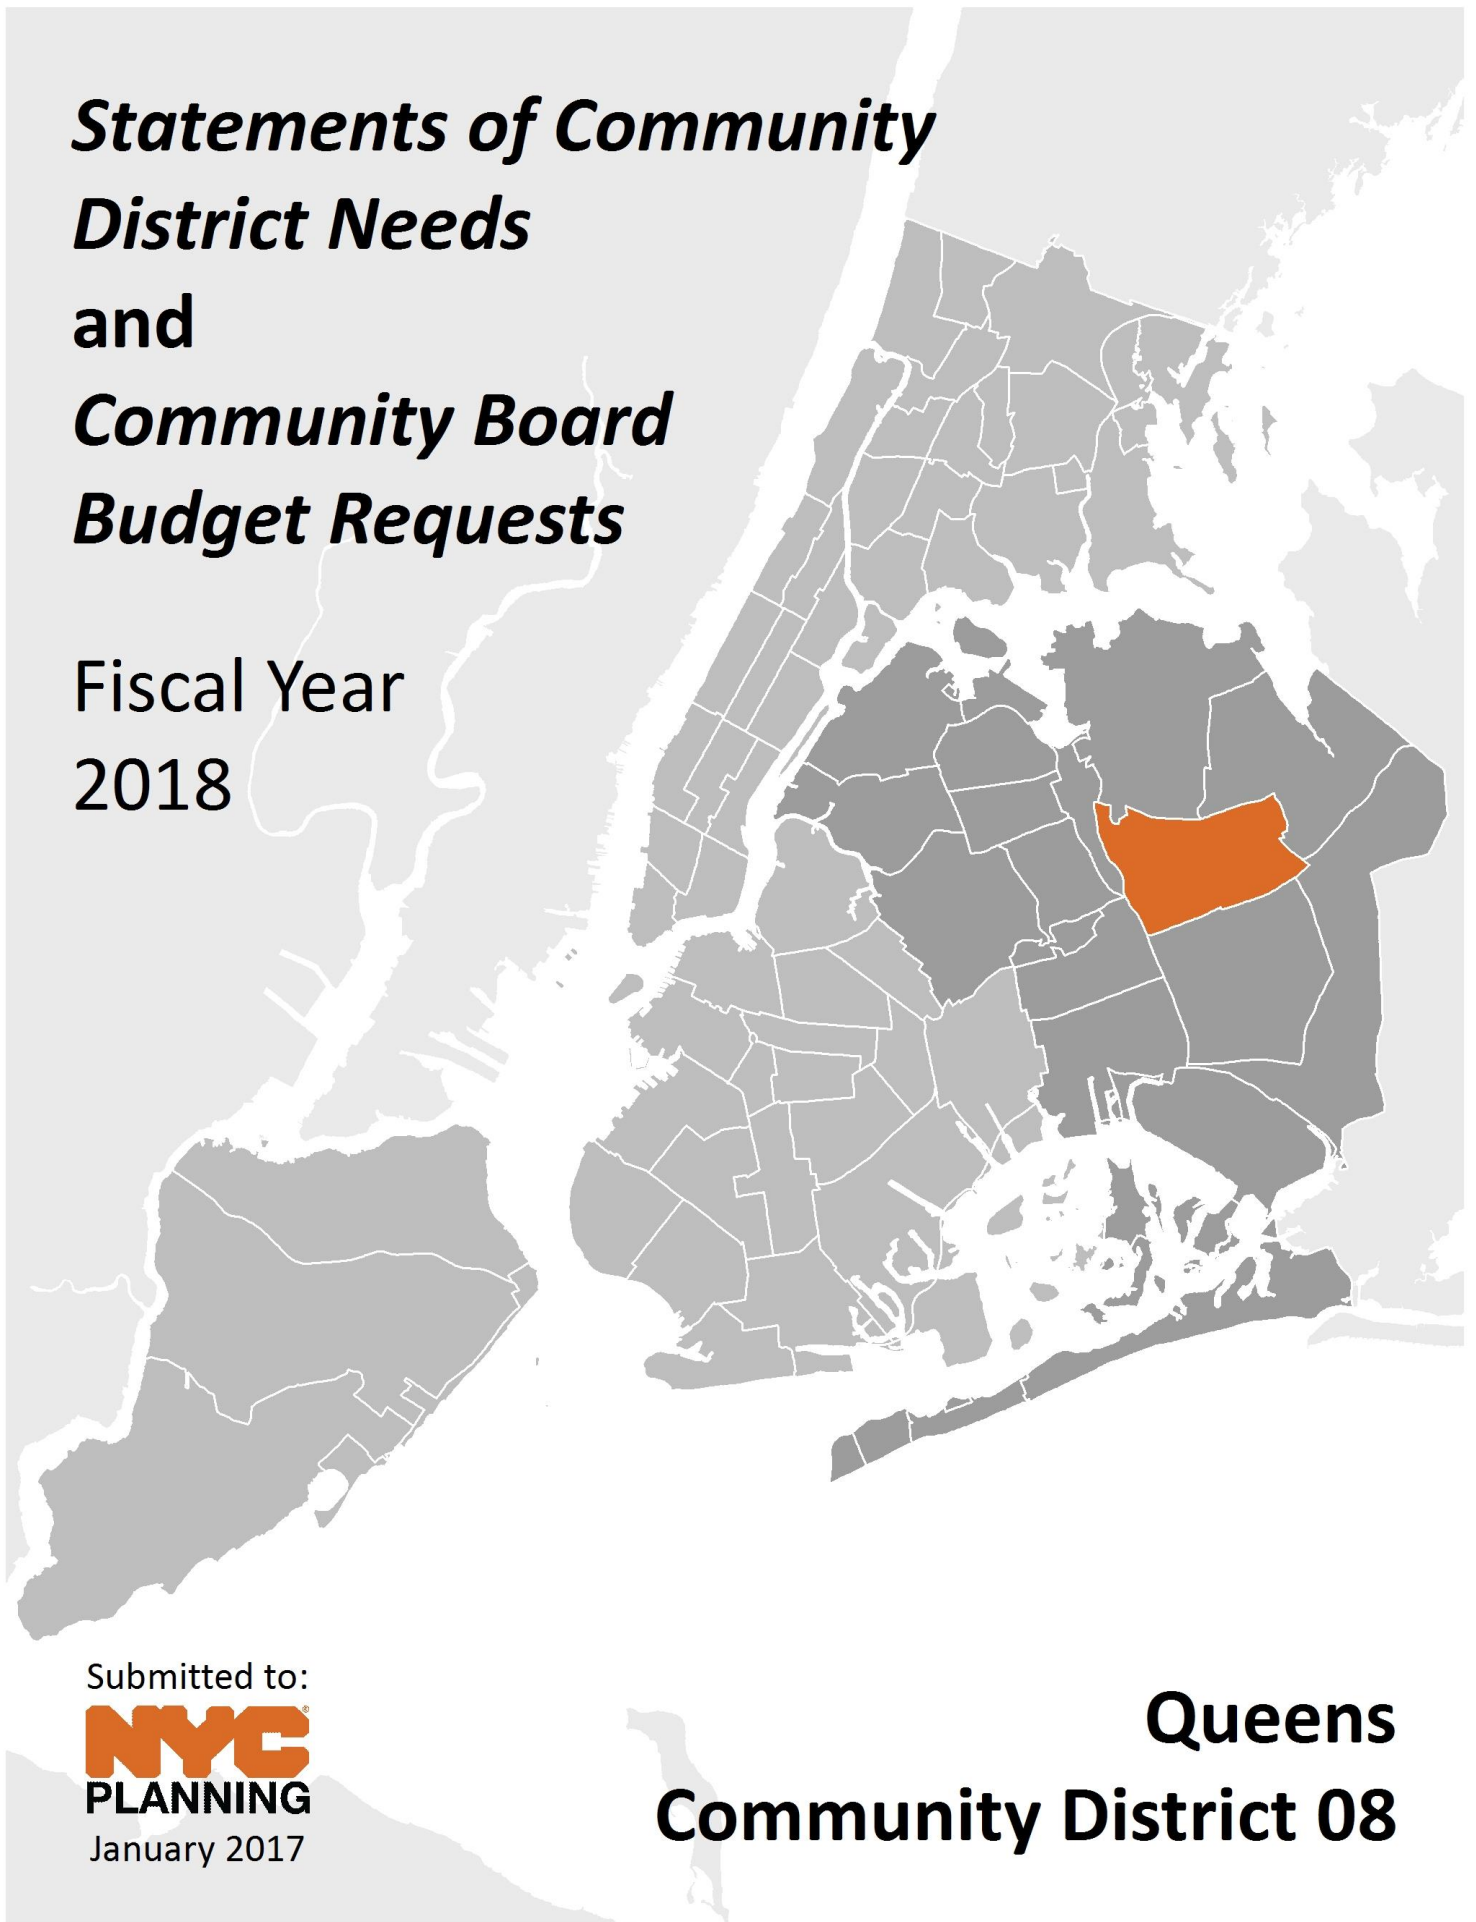 Statements of Community
District Needs
and
Community Board
Budget Requests
Fiscal Year
2018
Submitted to:
NYC®
PLANNING
January 2017
Queens
Community District 08